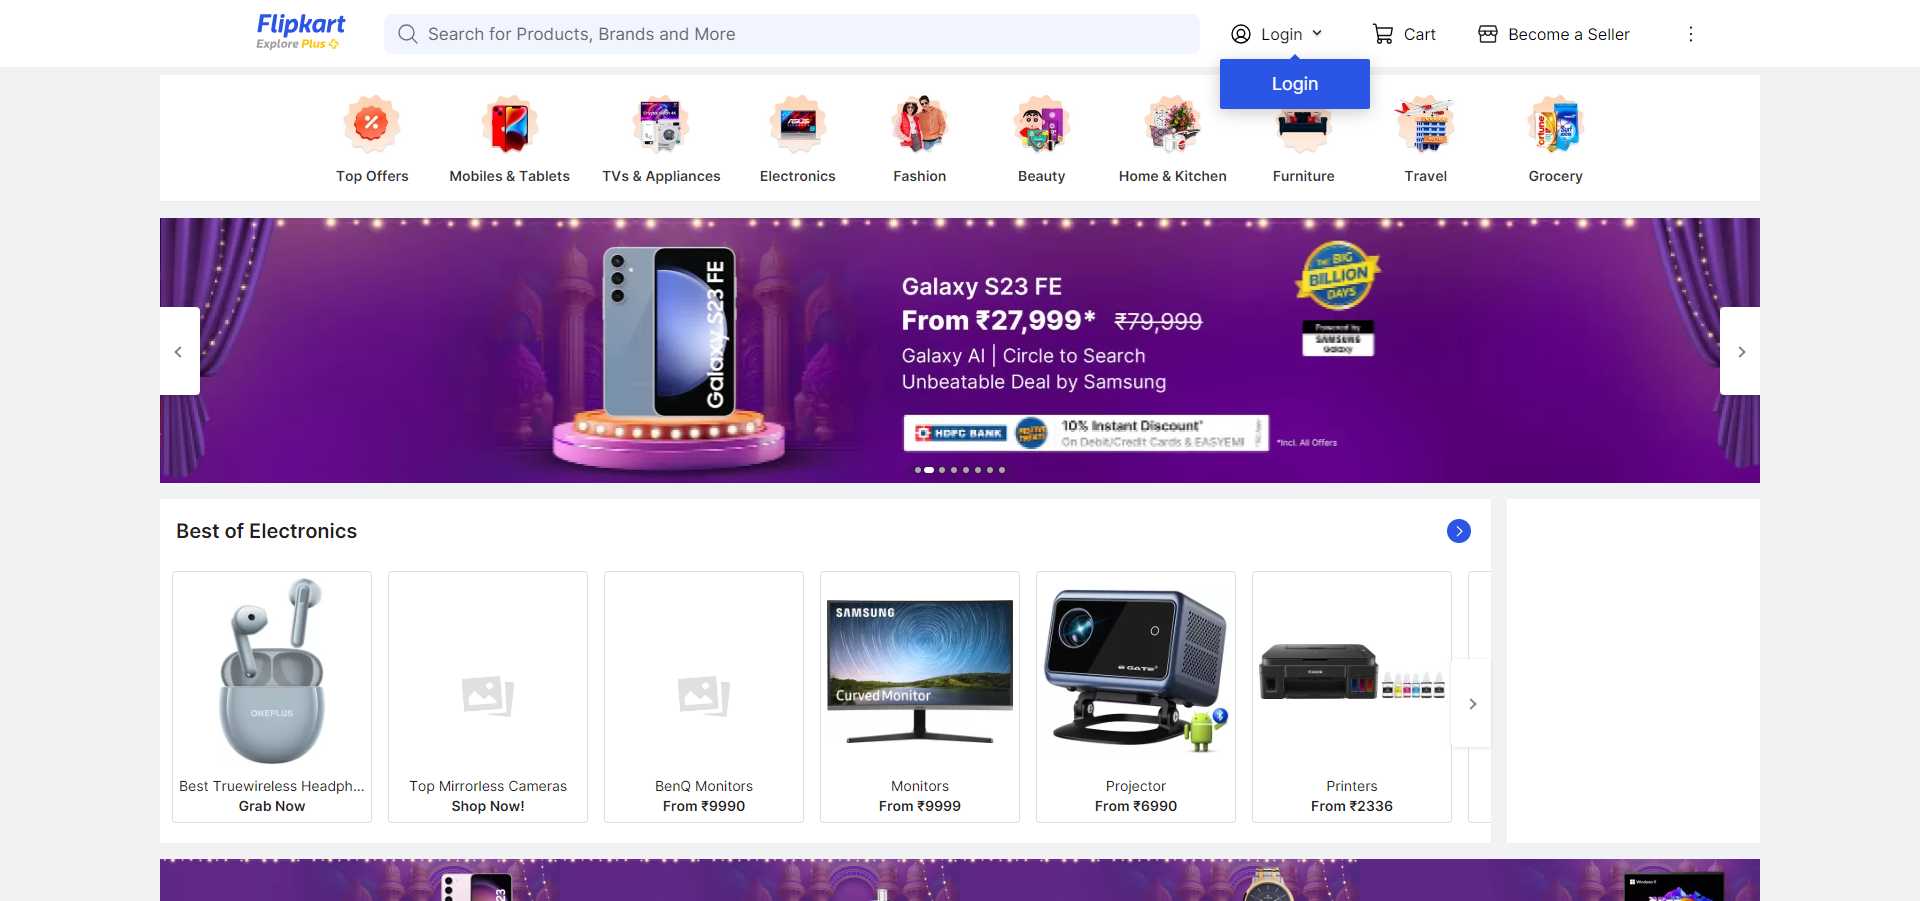 Flipkart
Explore Plus
Search for Products, Brands and More
Login
Cart
Become a Seller
Login
Top Offers
Mobiles & Tablets
TVs & Appliances
Electronics
Fashion
Beauty
Home & Kitchen
Furniture
Travel
Grocery
Galaxy S23 FE
Galaxy S23 FE
From ₹27,999* ₹79,999
Galaxy AI | Circle to Search
Unbeatable Deal by Samsung
HDFC BANK
10% Instant Discount*
On Debit/Credit Cards & EASYEMI
*Incl. All Offers
THE BIG
BILLION
DAYS
Powered by
SAMSUNG
Galaxy
Best of Electronics
ONEPLUS
Best Truewireless Headph...
Grab Now
Top Mirrorless Cameras
Shop Now!
BenQ Monitors
From ₹9990
SAMSUNG
Curved Monitor
Monitors
From ₹9999
E GATE
Projector
From ₹6990
Canon
Printers
From ₹2336